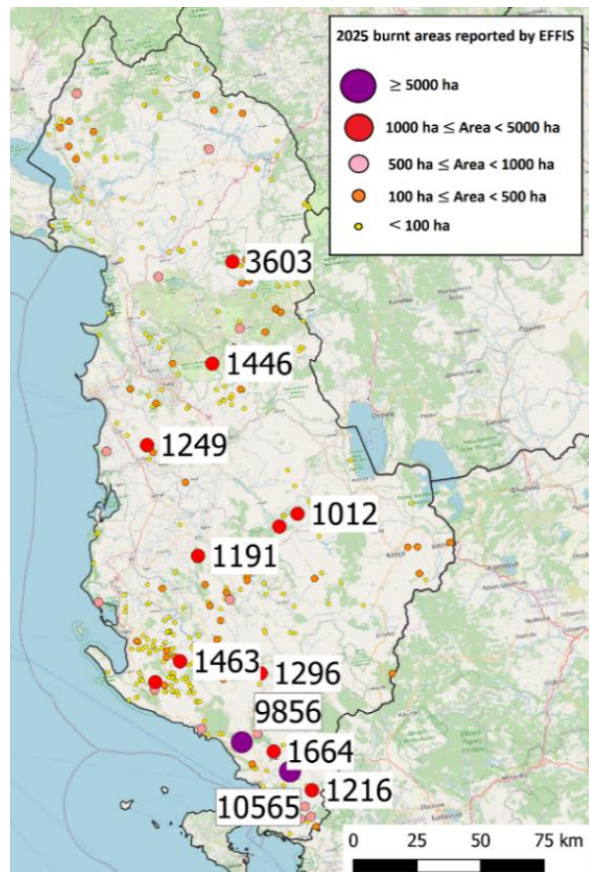 2025 burnt areas reported by EFFIS
≥ 5000 ha
1000 ha ≤ Area < 5000 ha
500 ha ≤ Area < 1000 ha
100 ha ≤ Area < 500 ha
< 100 ha
3603
1446
1249
1012
1191
1463
1296
9856
1664
1216
10565
0 25 50 75 km